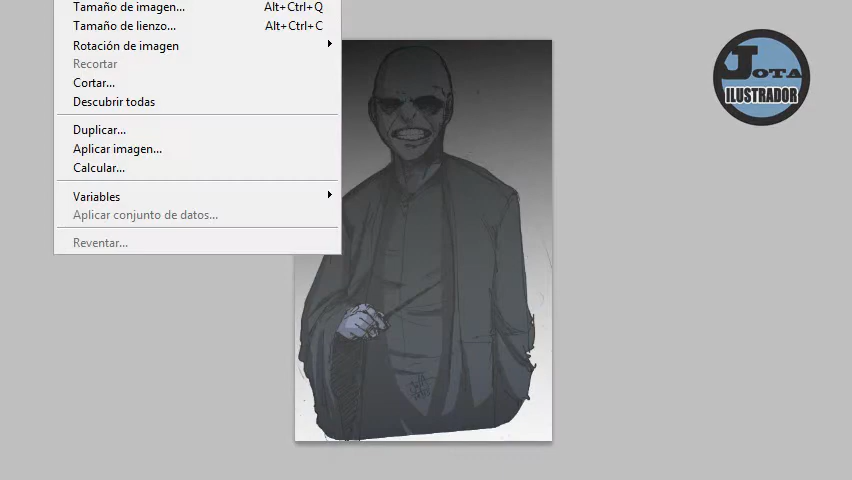 Tamaño de imagen... Alt+Ctrl+Q
Tamaño de lienzo... Alt+Ctrl+C
Rotación de imagen
Recortar
Cortar...
Descubrir todas
Duplicar...
Aplicar imagen...
Calcular...
Variables
Aplicar conjunto de datos...
Reventar...
JOTA
ILUSTRADOR